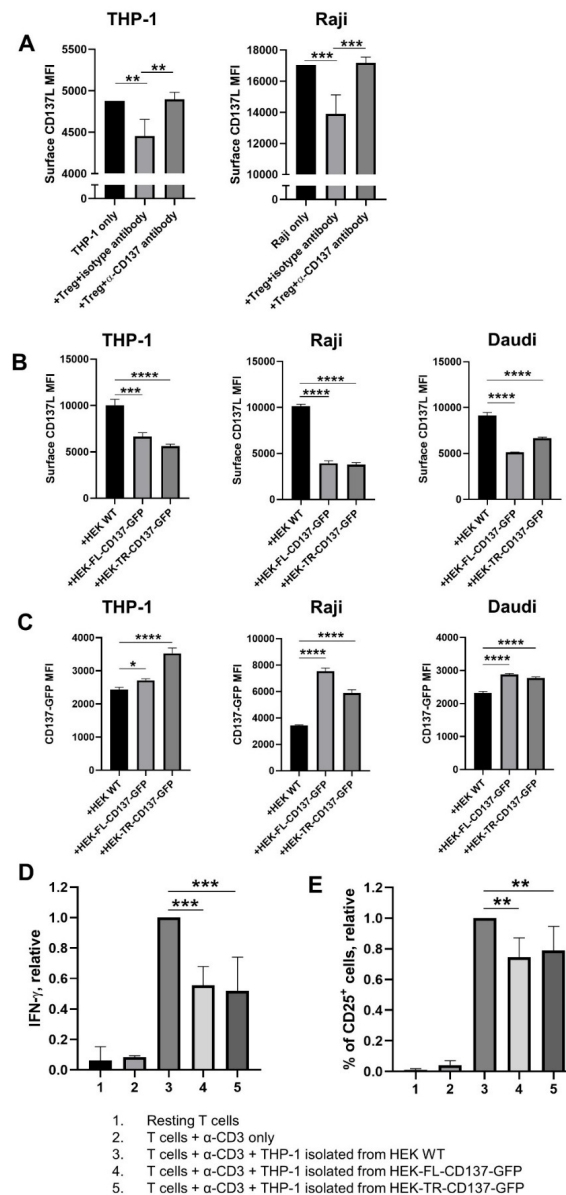 A
THP-1
Surface CD137L MFI
5000
4500
4000
0
**
**
THP-1 only
+Treg+isotype antibody
+Treg+α-CD137 antibody
Raji
Surface CD137L MFI
18000
16000
14000
12000
10000
0
***
***
Raji only
+Treg+isotype antibody
+Treg+α-CD137 antibody
B
THP-1
Surface CD137L MFI
15000
10000
5000
0
****
***
+HEK WT
+HEK-FL-CD137-GFP
+HEK-TR-CD137-GFP
Raji
Surface CD137L MFI
15000
10000
5000
0
****
****
+HEK WT
+HEK-FL-CD137-GFP
+HEK-TR-CD137-GFP
Daudi
Surface CD137L MFI
15000
10000
5000
0
****
****
+HEK WT
+HEK-FL-CD137-GFP
+HEK-TR-CD137-GFP
C
THP-1
CD137-GFP MFI
4000
3000
2000
1000
0
****
*
+HEK WT
+HEK-FL-CD137-GFP
+HEK-TR-CD137-GFP
Raji
CD137-GFP MFI
10000
8000
6000
4000
2000
0
****
****
+HEK WT
+HEK-FL-CD137-GFP
+HEK-TR-CD137-GFP
Daudi
CD137-GFP MFI
4000
3000
2000
1000
0
****
****
+HEK WT
+HEK-FL-CD137-GFP
+HEK-TR-CD137-GFP
D
IFN-γ, relative
1.2
1.0
0.8
0.6
0.4
0.2
0.0
***
***
1 2 3 4 5
E
% of CD25⁺ cells, relative
1.2
1.0
0.8
0.6
0.4
0.2
0.0
**
**
1 2 3 4 5
1. Resting T cells
2. T cells + α-CD3 only
3. T cells + α-CD3 + THP-1 isolated from HEK WT
4. T cells + α-CD3 + THP-1 isolated from HEK-FL-CD137-GFP
5. T cells + α-CD3 + THP-1 isolated from HEK-TR-CD137-GFP